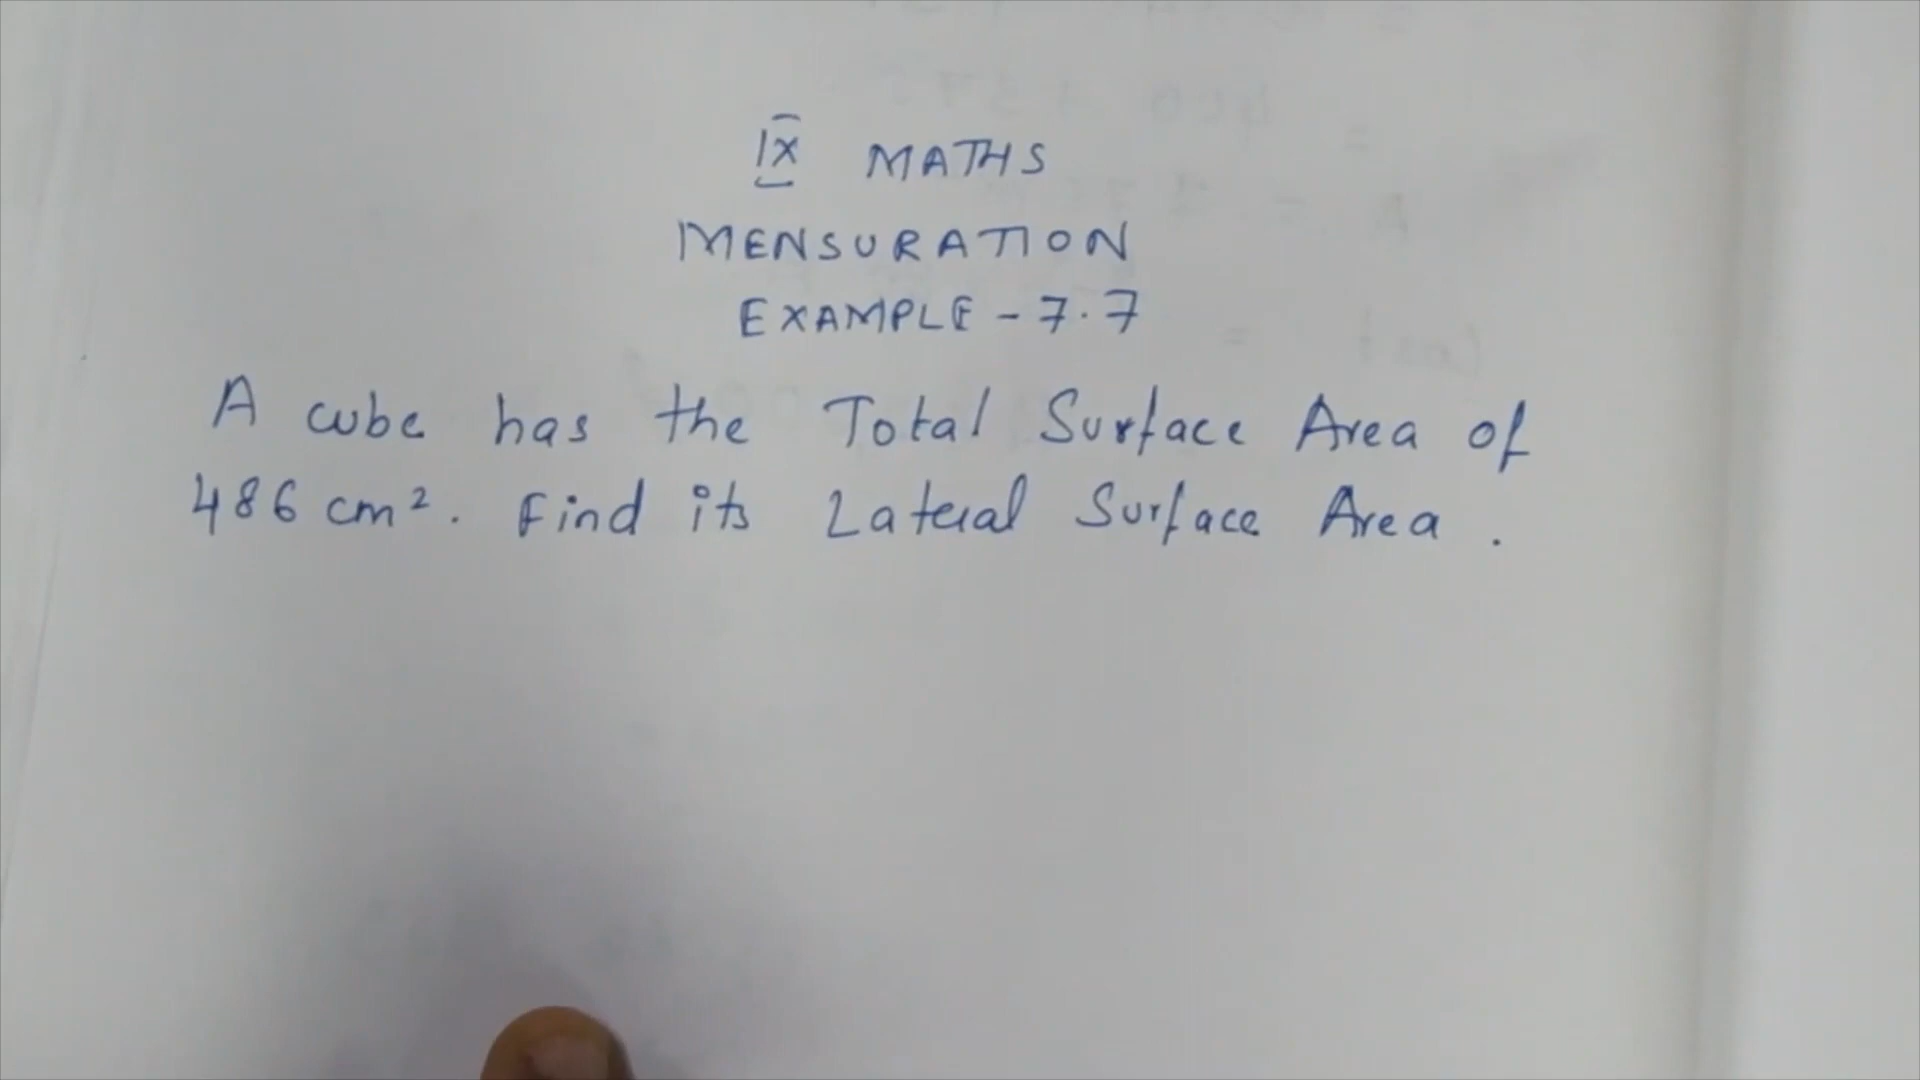 IX MATHS
MENSURATION
EXAMPLE - 7.7
A cube has the Total Surface Area of
486 cm². Find its Lateral Surface Area.